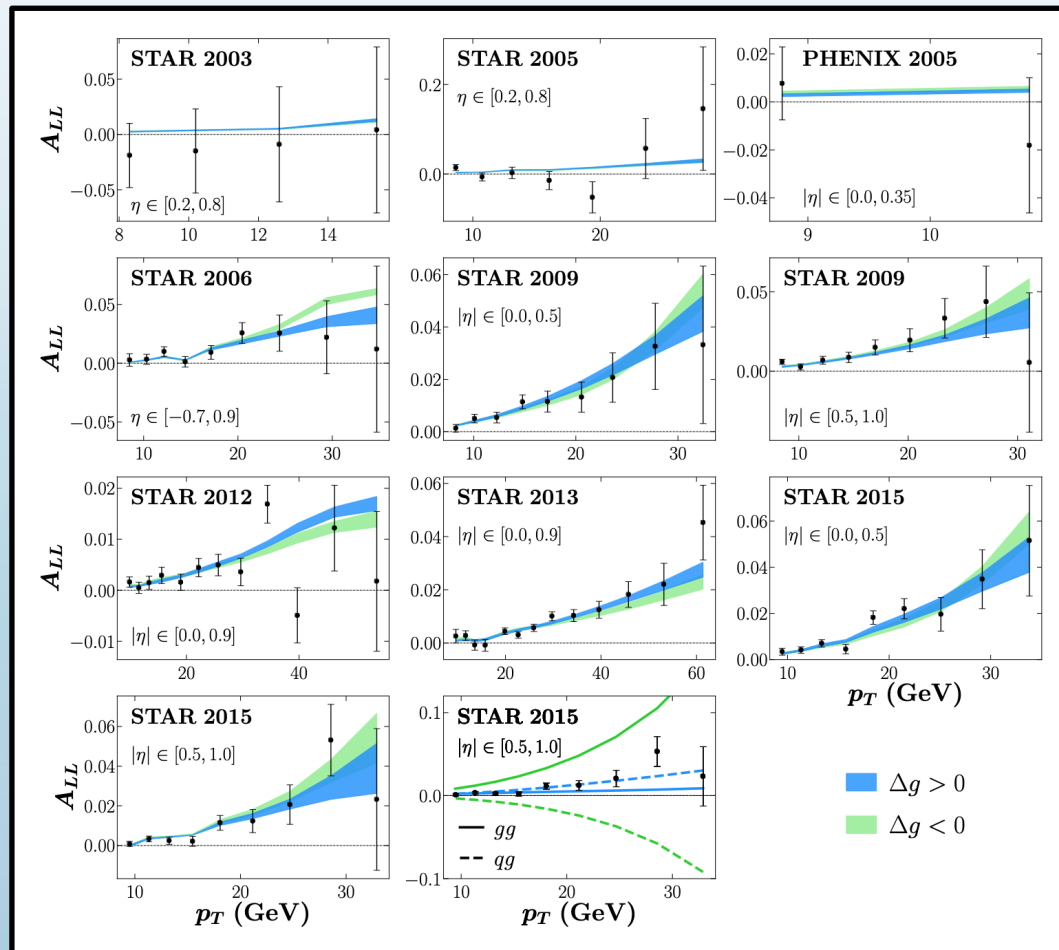 STAR 2003
A_LL
0.05
0.00
−0.05
η ∈ [0.2, 0.8]
8 10 12 14
STAR 2005
0.2
0.0
η ∈ [0.2, 0.8]
10 20
PHENIX 2005
0.02
0.00
−0.02
−0.04
|η| ∈ [0.0, 0.35]
9 10
STAR 2006
A_LL
0.05
0.00
−0.05
η ∈ [−0.7, 0.9]
10 20 30
STAR 2009
0.06
0.04
0.02
0.00
|η| ∈ [0.0, 0.5]
10 20 30
STAR 2009
0.05
0.00
|η| ∈ [0.5, 1.0]
10 20 30
STAR 2012
A_LL
0.02
0.01
0.00
−0.01
|η| ∈ [0.0, 0.9]
20 40
STAR 2013
0.06
0.04
0.02
0.00
|η| ∈ [0.0, 0.9]
20 40 60
STAR 2015
0.06
0.04
0.02
0.00
|η| ∈ [0.0, 0.5]
10 20 30
p_T (GeV)
STAR 2015
A_LL
0.06
0.04
0.02
0.00
|η| ∈ [0.5, 1.0]
10 20 30
p_T (GeV)
STAR 2015
0.1
0.0
−0.1
|η| ∈ [0.5, 1.0]
gg
qg
10 20 30
p_T (GeV)
Δg > 0
Δg < 0